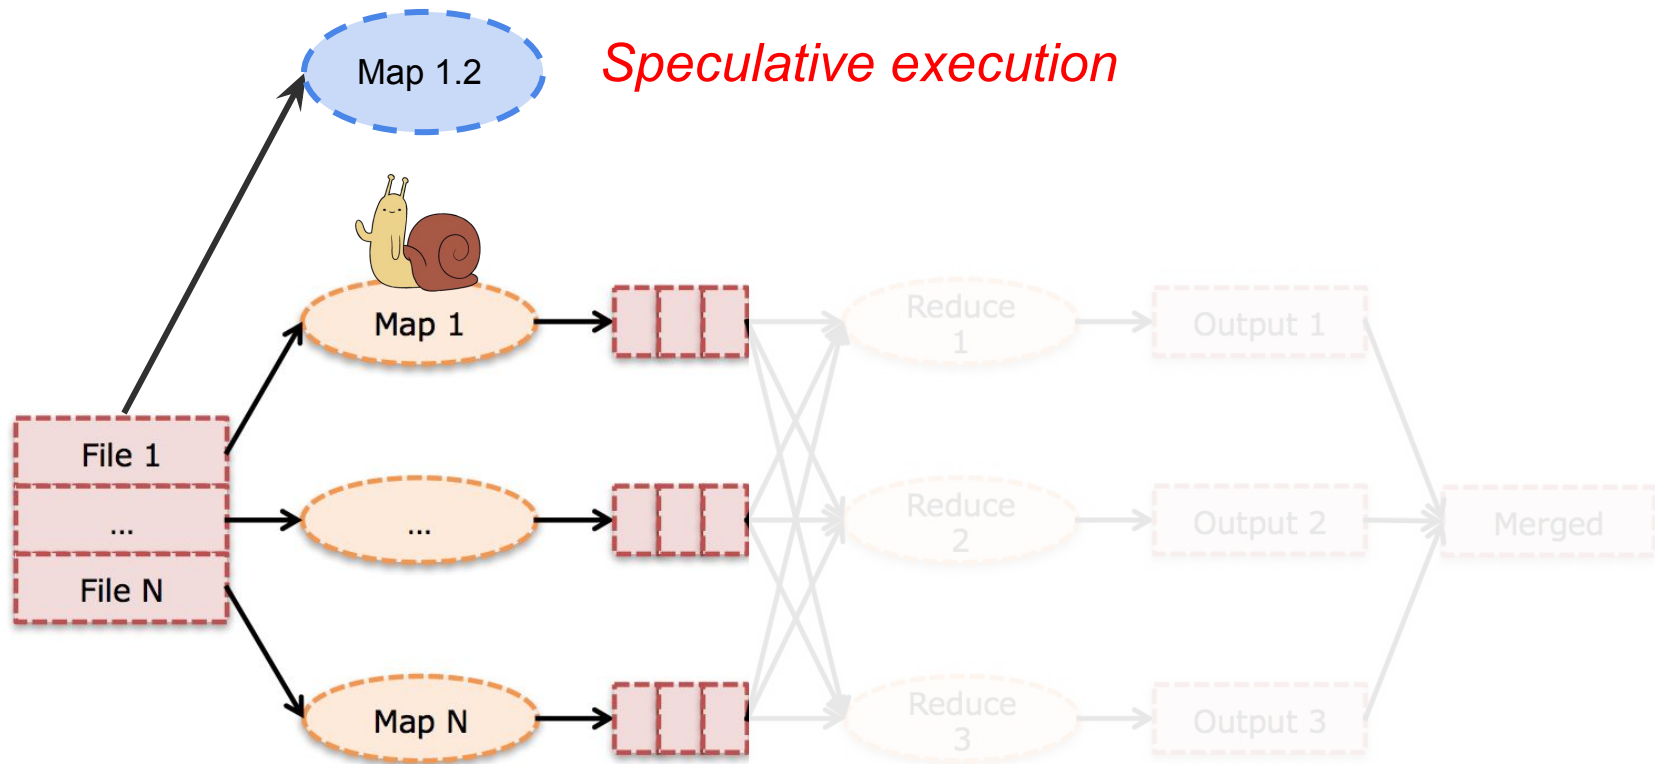 Map 1.2
Speculative execution
Map 1
Reduce
1
Output 1
File 1
...
File N
...
Reduce
2
Output 2
Merged
Map N
Reduce
3
Output 3